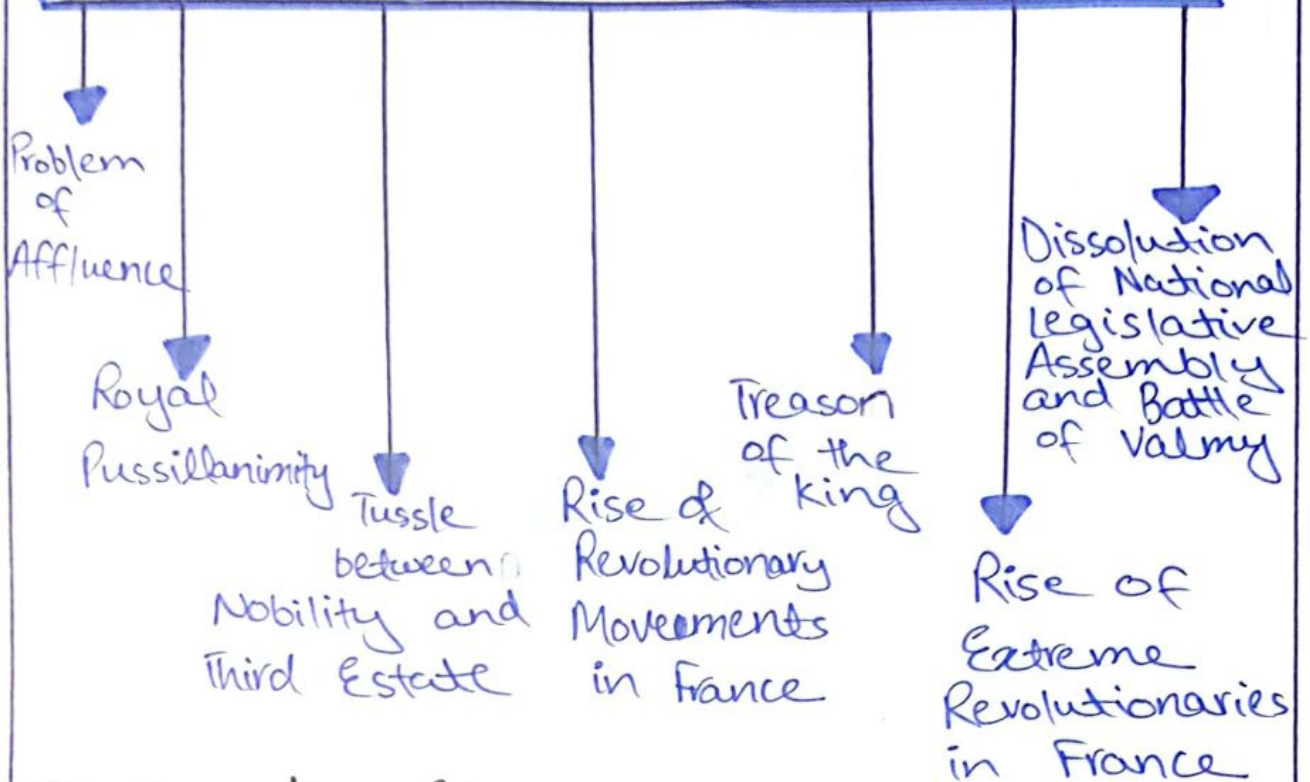 Problem
of
Affluence
Royal
Pussillanimity
Tussle
between
Nobility and
Third Estate
Rise of
Revolutionary
Movements
in France
Treason
of the
King
Rise of
Extreme
Revolutionaries
in France
Dissolution
of National
Legislative
Assembly
and Battle
of Valmy